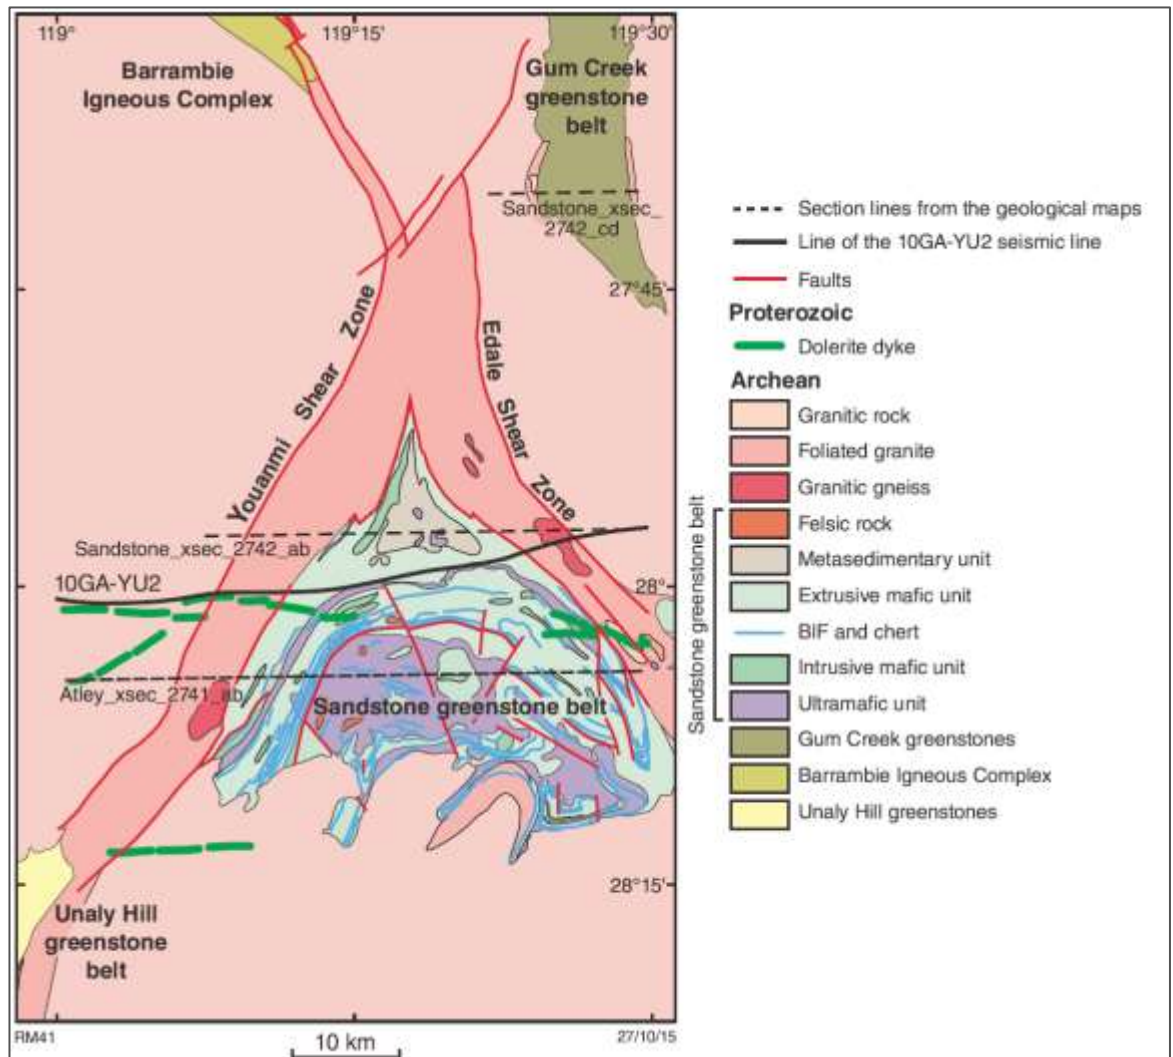 119°
119°15'
119°30'
Barrambie
Igneous Complex
Gum Creek
greenstone
belt
Sandstone_xsec_
2742_cd
27°45'
Youanmi Shear Zone
Edale Shear Zone
Sandstone_xsec_2742_ab
10GA-YU2
28°
Atley_xsec_2741_ab
Sandstone greenstone belt
28°15'
Unaly Hill
greenstone
belt
RM41
10 km
27/10/15
Section lines from the geological maps
Line of the 10GA-YU2 seismic line
Faults
Proterozoic
Dolerite dyke
Archean
Granitic rock
Foliated granite
Granitic gneiss
Sandstone greenstone belt
Felsic rock
Metasedimentary unit
Extrusive mafic unit
BIF and chert
Intrusive mafic unit
Ultramafic unit
Gum Creek greenstones
Barrambie Igneous Complex
Unaly Hill greenstones